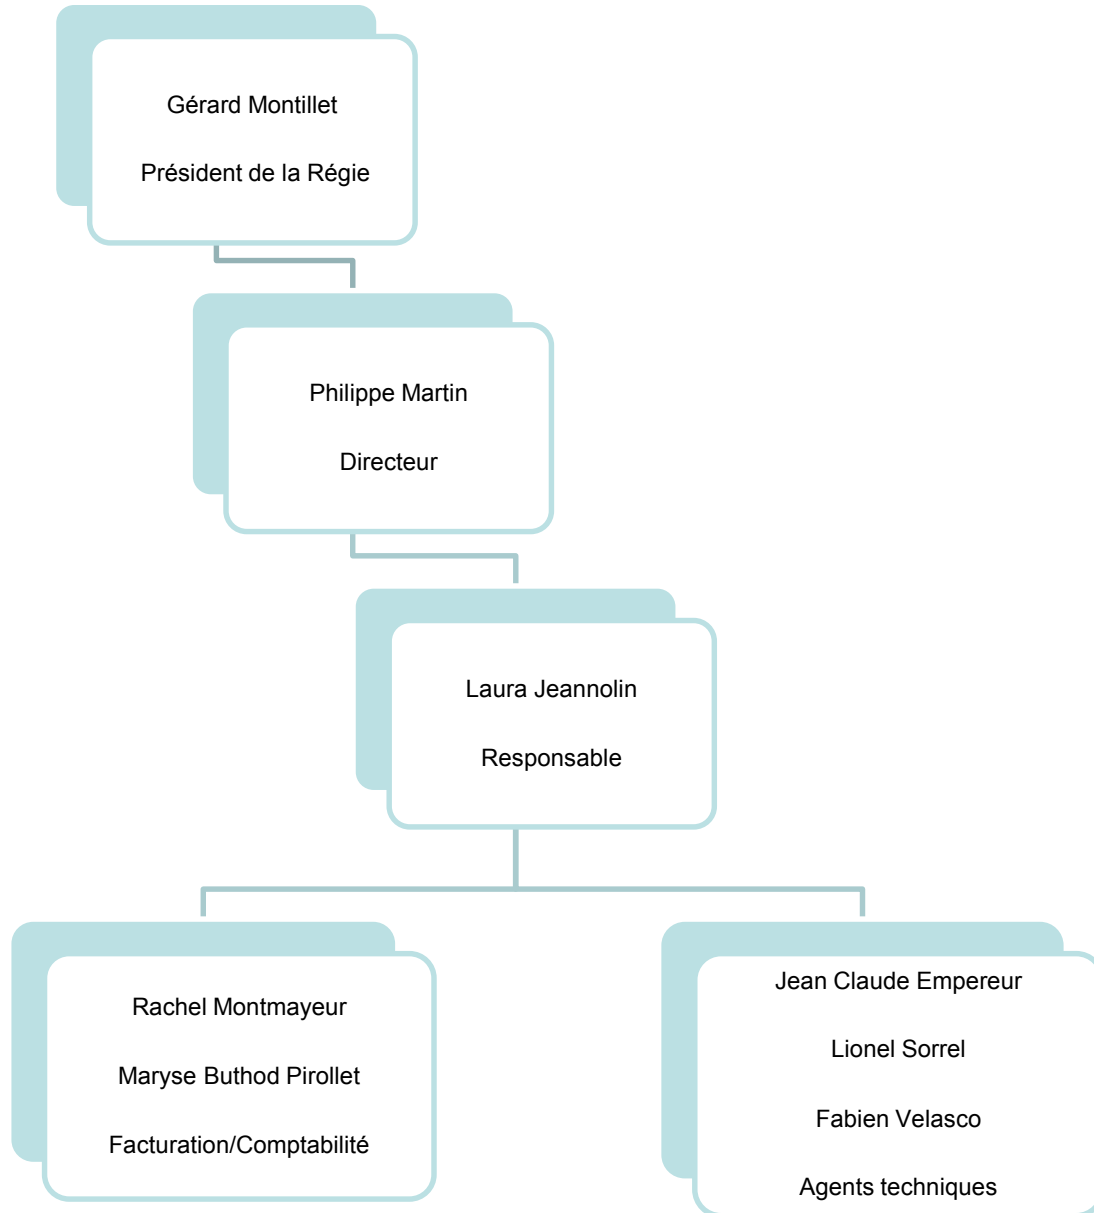 Gérard Montillet
Président de la Régie
Philippe Martin
Directeur
Laura Jeannolin
Responsable
Rachel Montmayeur
Maryse Buthod Pirollet
Facturation/Comptabilité
Jean Claude Empereur
Lionel Sorrel
Fabien Velasco
Agents techniques